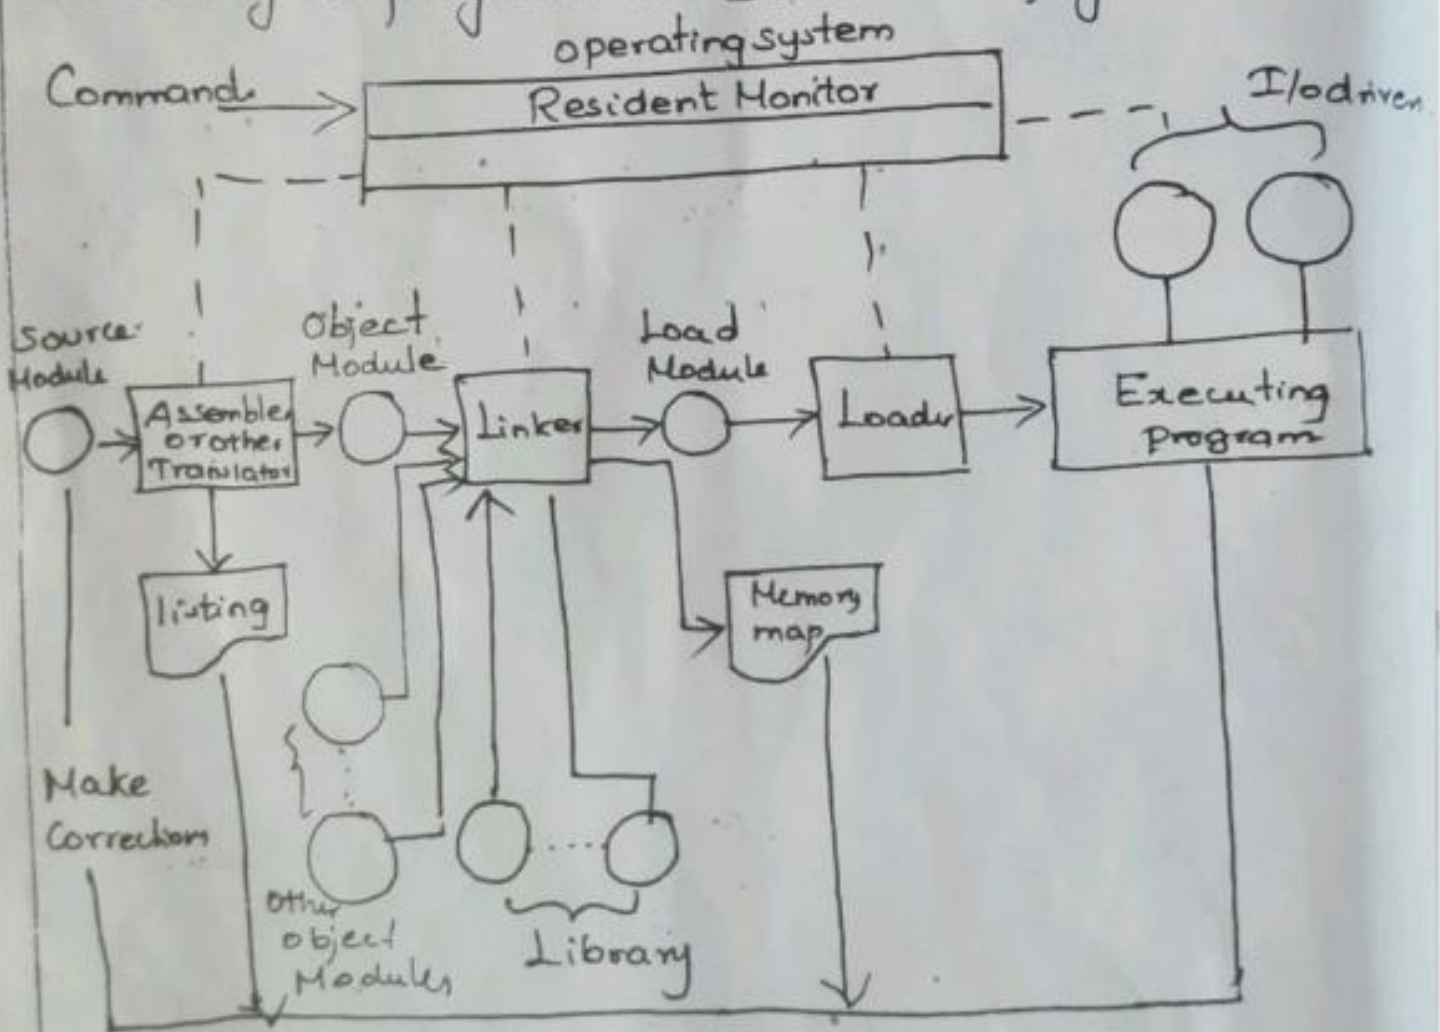 operating system
Command
Resident Monitor
I/o driven
Source
Module
Object
Module
Load
Module
Assembler
or other
Translator
Linker
Loader
Executing
Program
listing
Memory
map
Make
Corrections
Other
object
Modules
Library